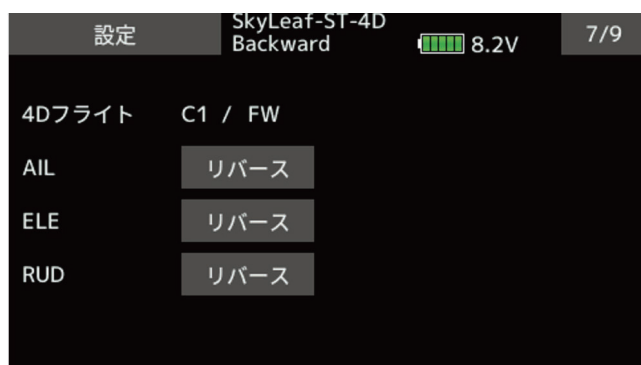 設定 SkyLeaf-ST-4D
Backward 8.2V 7/9
4Dフライト C1 / FW
AIL リバース
ELE リバース
RUD リバース